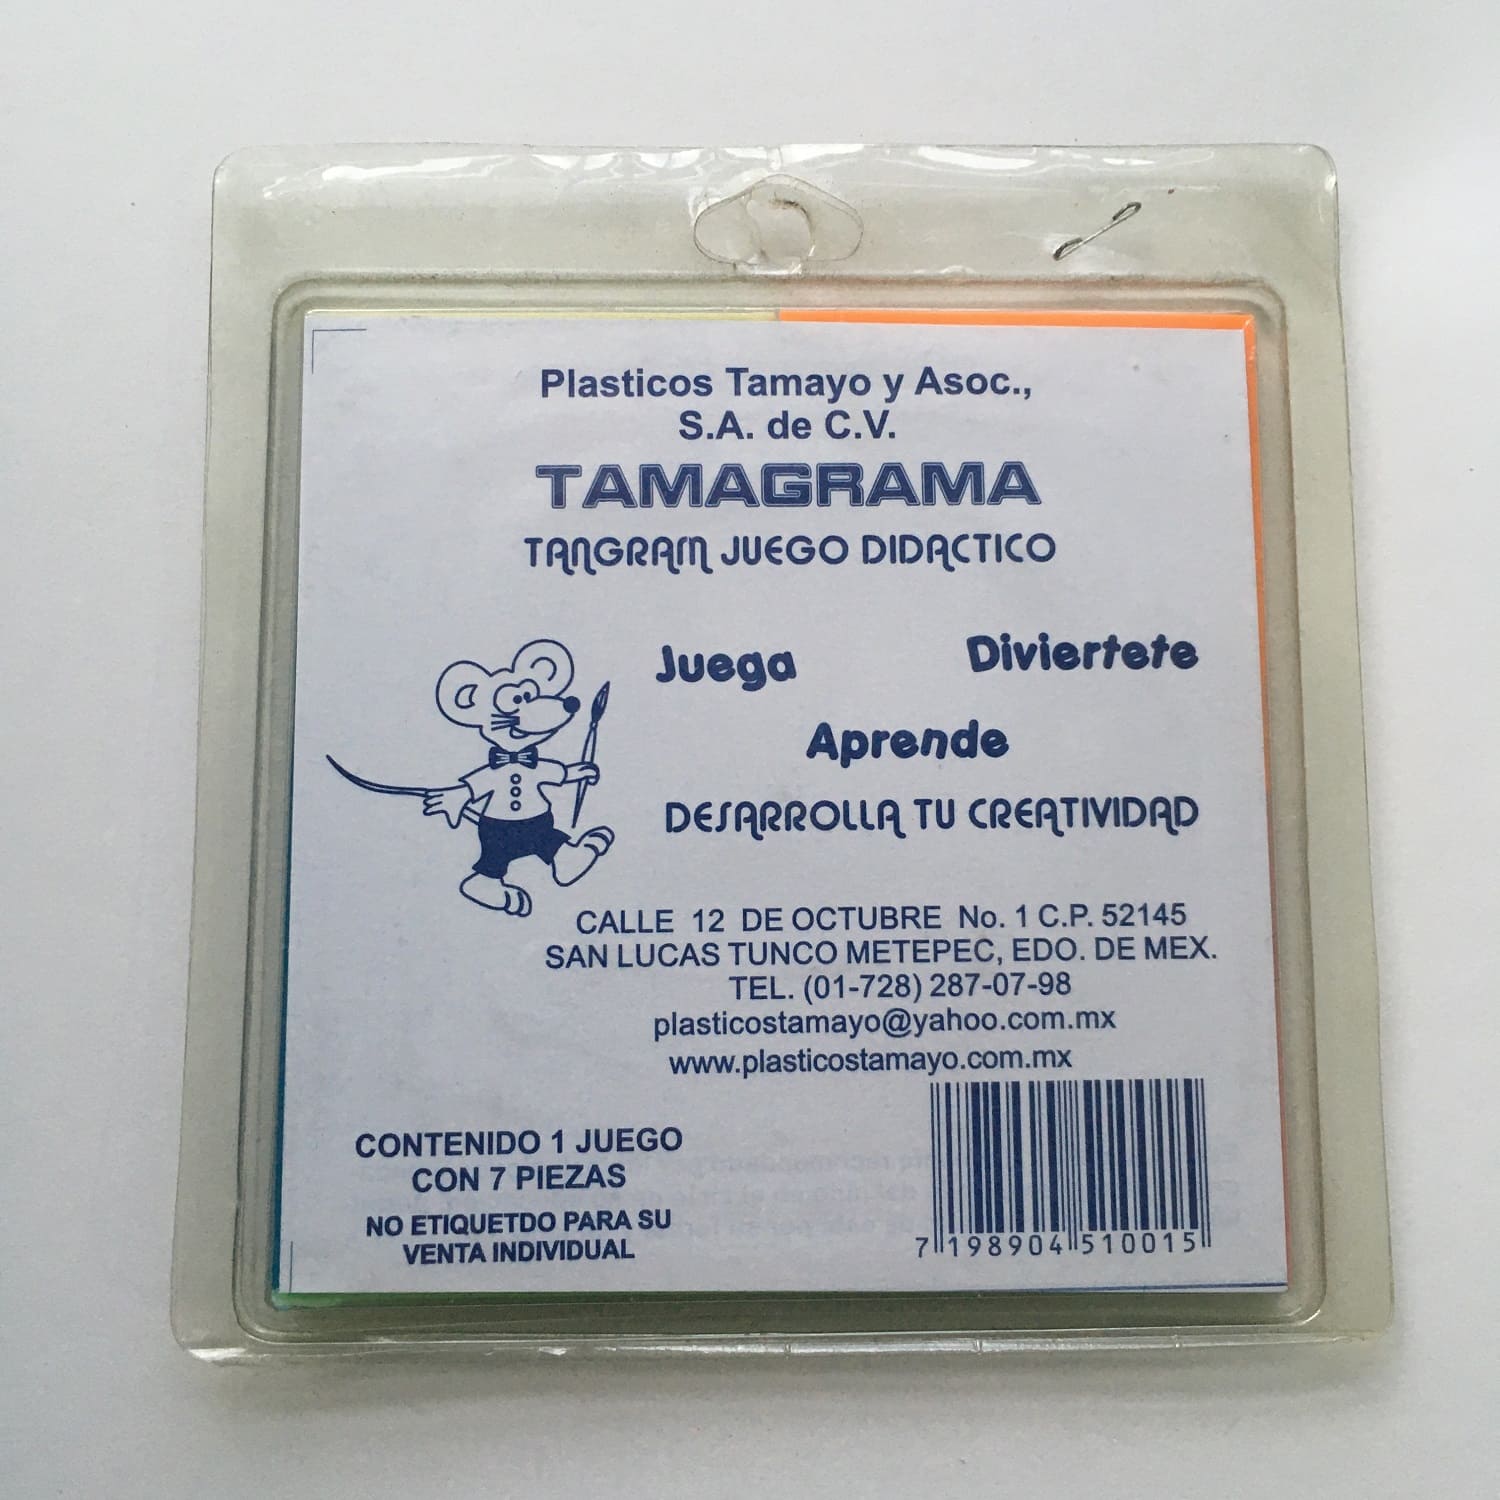 Plasticos Tamayo y Asoc.,
S.A. de C.V.
TAMAGRAMA
TANGRAM JUEGO DIDACTICO
Juega Diviertete
Aprende
DESARROLLA TU CREATIVIDAD
CALLE 12 DE OCTUBRE No. 1 C.P. 52145
SAN LUCAS TUNCO METEPEC, EDO. DE MEX.
TEL. (01-728) 287-07-98
plasticostamayo@yahoo.com.mx
www.plasticostamayo.com.mx
CONTENIDO 1 JUEGO
CON 7 PIEZAS
NO ETIQUETDO PARA SU
VENTA INDIVIDUAL
7 198904 510015